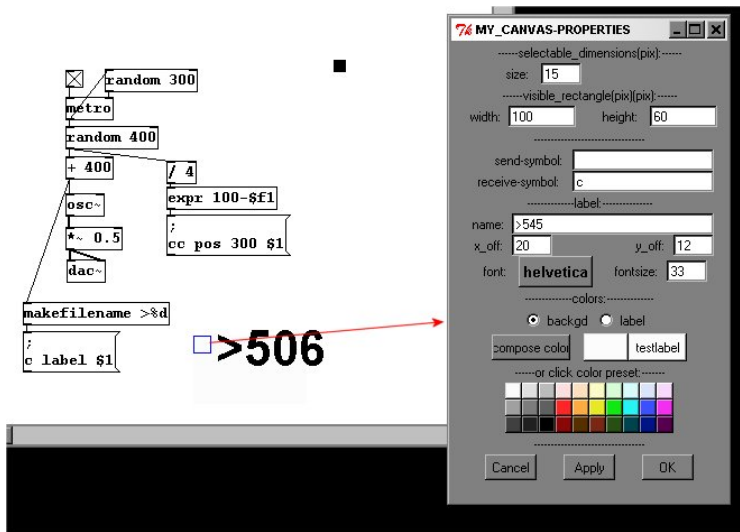 random 300
metro
random 400
+ 400
/ 4
osc~
expr 100-$f1
*~ 0.5
;
cc pos 300 $1
dac~
makefilename >%d
;
c label $1
>506
MY_CANVAS-PROPERTIES
------selectable_dimensions(pix):------
size: 15
------visible_rectangle(pix)(pix):------
width: 100 height: 60
send-symbol:
receive-symbol: c
label:
name: >545
x_off: 20 y_off: 12
font: helvetica fontsize: 33
colors:
backgd label
compose color testlabel
------or click color preset:-------
Cancel Apply OK